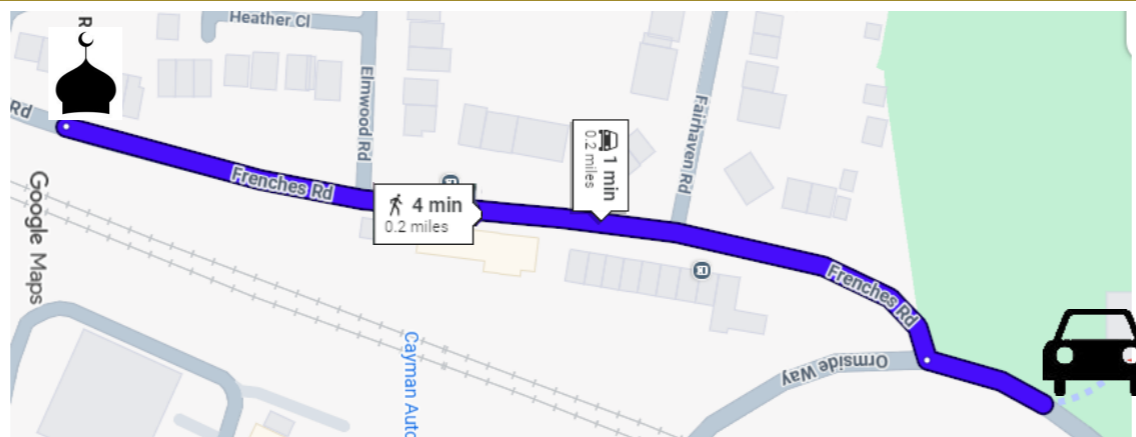 R
Heather Cl
Rd
Elmwood Rd
Fairhaven Rd
1 min
0.2 miles
Frenches Rd
4 min
0.2 miles
Google Maps
Frenches Rd
Ormside Way
Cayman Auto